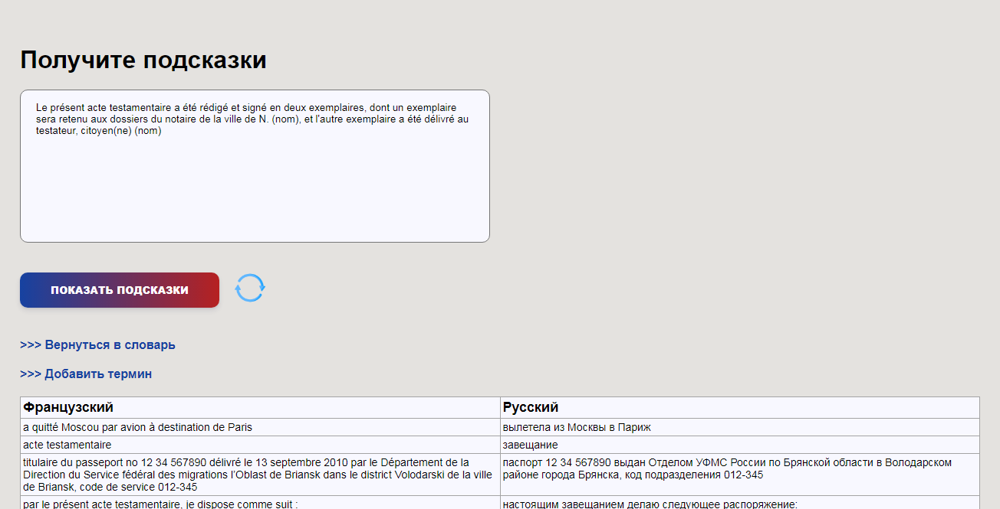 Получите подсказки
Le présent acte testamentaire a été rédigé et signé en deux exemplaires, dont un exemplaire
sera retenu aux dossiers du notaire de la ville de N. (nom), et l'autre exemplaire a été délivré au
testateur, citoyen(ne) (nom)
ПОКАЗАТЬ ПОДСКАЗКИ
>>> Вернуться в словарь
>>> Добавить термин
Французский
Русский
a quitté Moscou par avion à destination de Paris
вылетела из Москвы в Париж
acte testamentaire
завещание
titulaire du passeport no 12 34 567890 délivré le 13 septembre 2010 par le Département de la
Direction du Service fédéral des migrations l’Oblast de Briansk dans le district Volodarski de la ville
de Briansk, code de service 012-345
паспорт 12 34 567890 выдан Отделом УФМС России по Брянской области в Володарском
районе города Брянска, код подразделения 012-345
par le présent acte testamentaire, je dispose comme suit :
настоящим завещанием делаю следующее распоряжение: